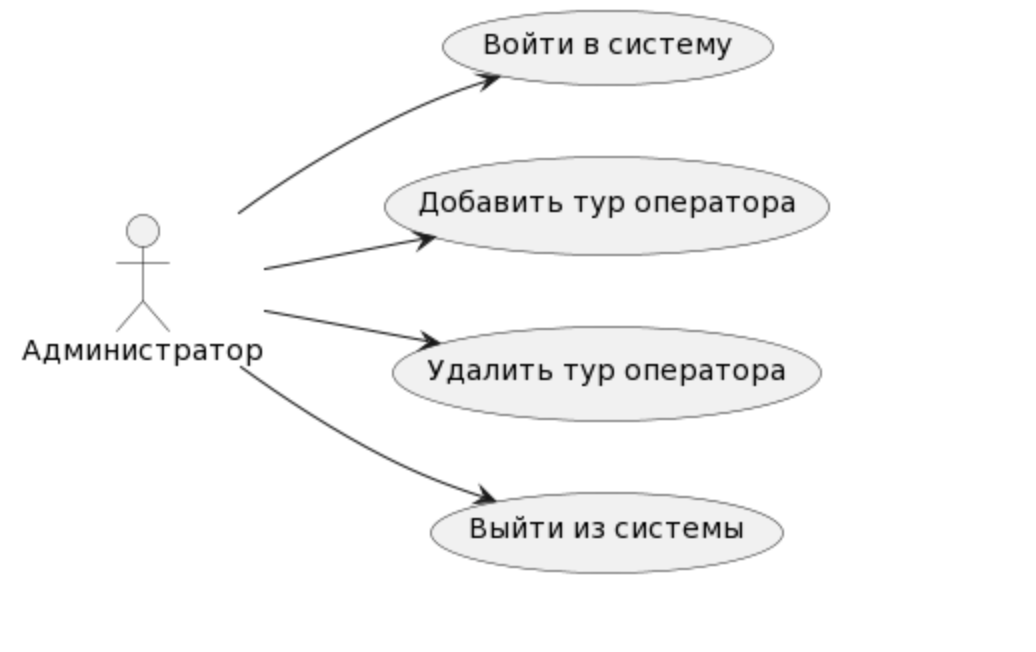 Войти в систему
Добавить тур оператора
Администратор
Удалить тур оператора
Выйти из системы